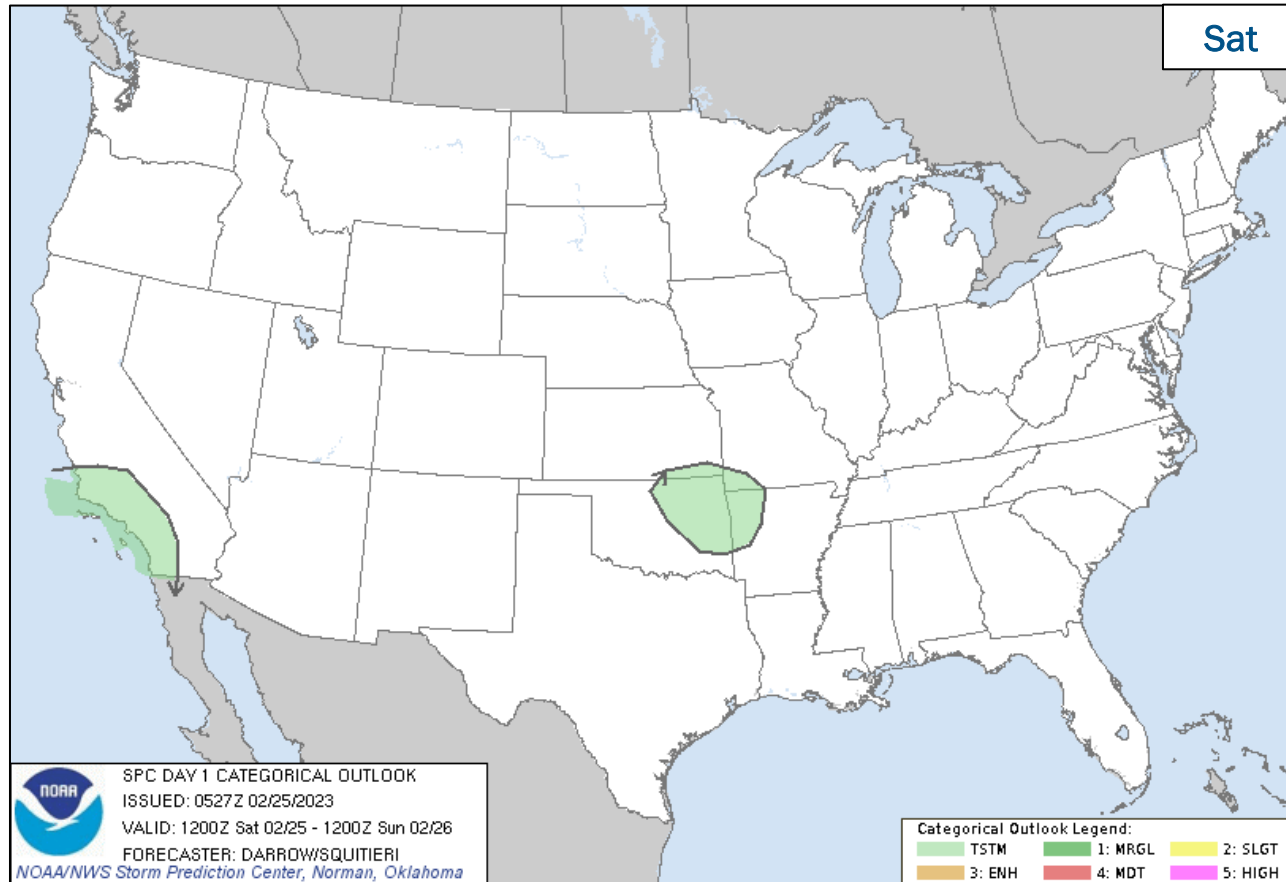 Sat
NOAA
SPC DAY 1 CATEGORICAL OUTLOOK
ISSUED: 0527Z 02/25/2023
VALID: 1200Z Sat 02/25 - 1200Z Sun 02/26
FORECASTER: DARROW/SQUITIERI
NOAA/NWS Storm Prediction Center, Norman, Oklahoma
Categorical Outlook Legend:
TSTM 1: MRGL 2: SLGT
3: ENH 4: MDT 5: HIGH